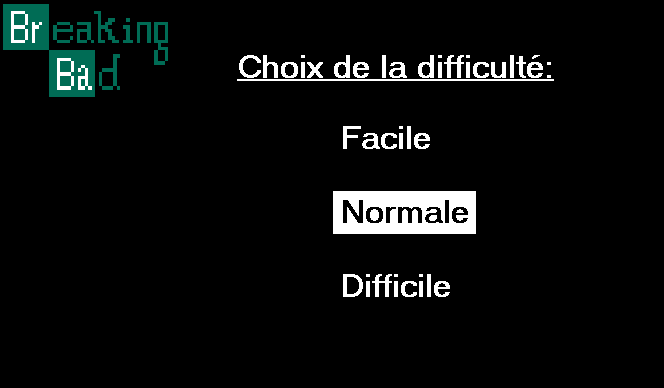 Breaking
Bad
Choix de la difficulté:
Facile
Normale
Difficile